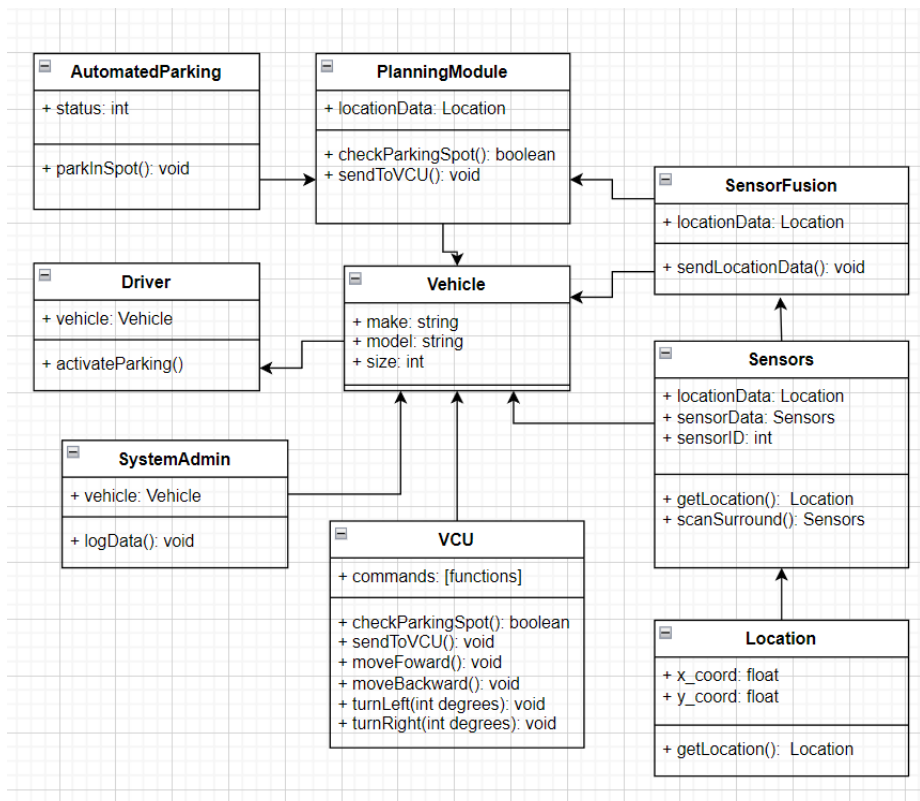 AutomatedParking
+ status: int
+ parkInSpot(): void
PlanningModule
+ locationData: Location
+ checkParkingSpot(): boolean
+ sendToVCU(): void
SensorFusion
+ locationData: Location
+ sendLocationData(): void
Driver
+ vehicle: Vehicle
+ activateParking()
Vehicle
+ make: string
+ model: string
+ size: int
Sensors
+ locationData: Location
+ sensorData: Sensors
+ sensorID: int
+ getLocation(): Location
+ scanSurround(): Sensors
SystemAdmin
+ vehicle: Vehicle
+ logData(): void
VCU
+ commands: [functions]
+ checkParkingSpot(): boolean
+ sendToVCU(): void
+ moveFoward(): void
+ moveBackward(): void
+ turnLeft(int degrees): void
+ turnRight(int degrees): void
Location
+ x_coord: float
+ y_coord: float
+ getLocation(): Location